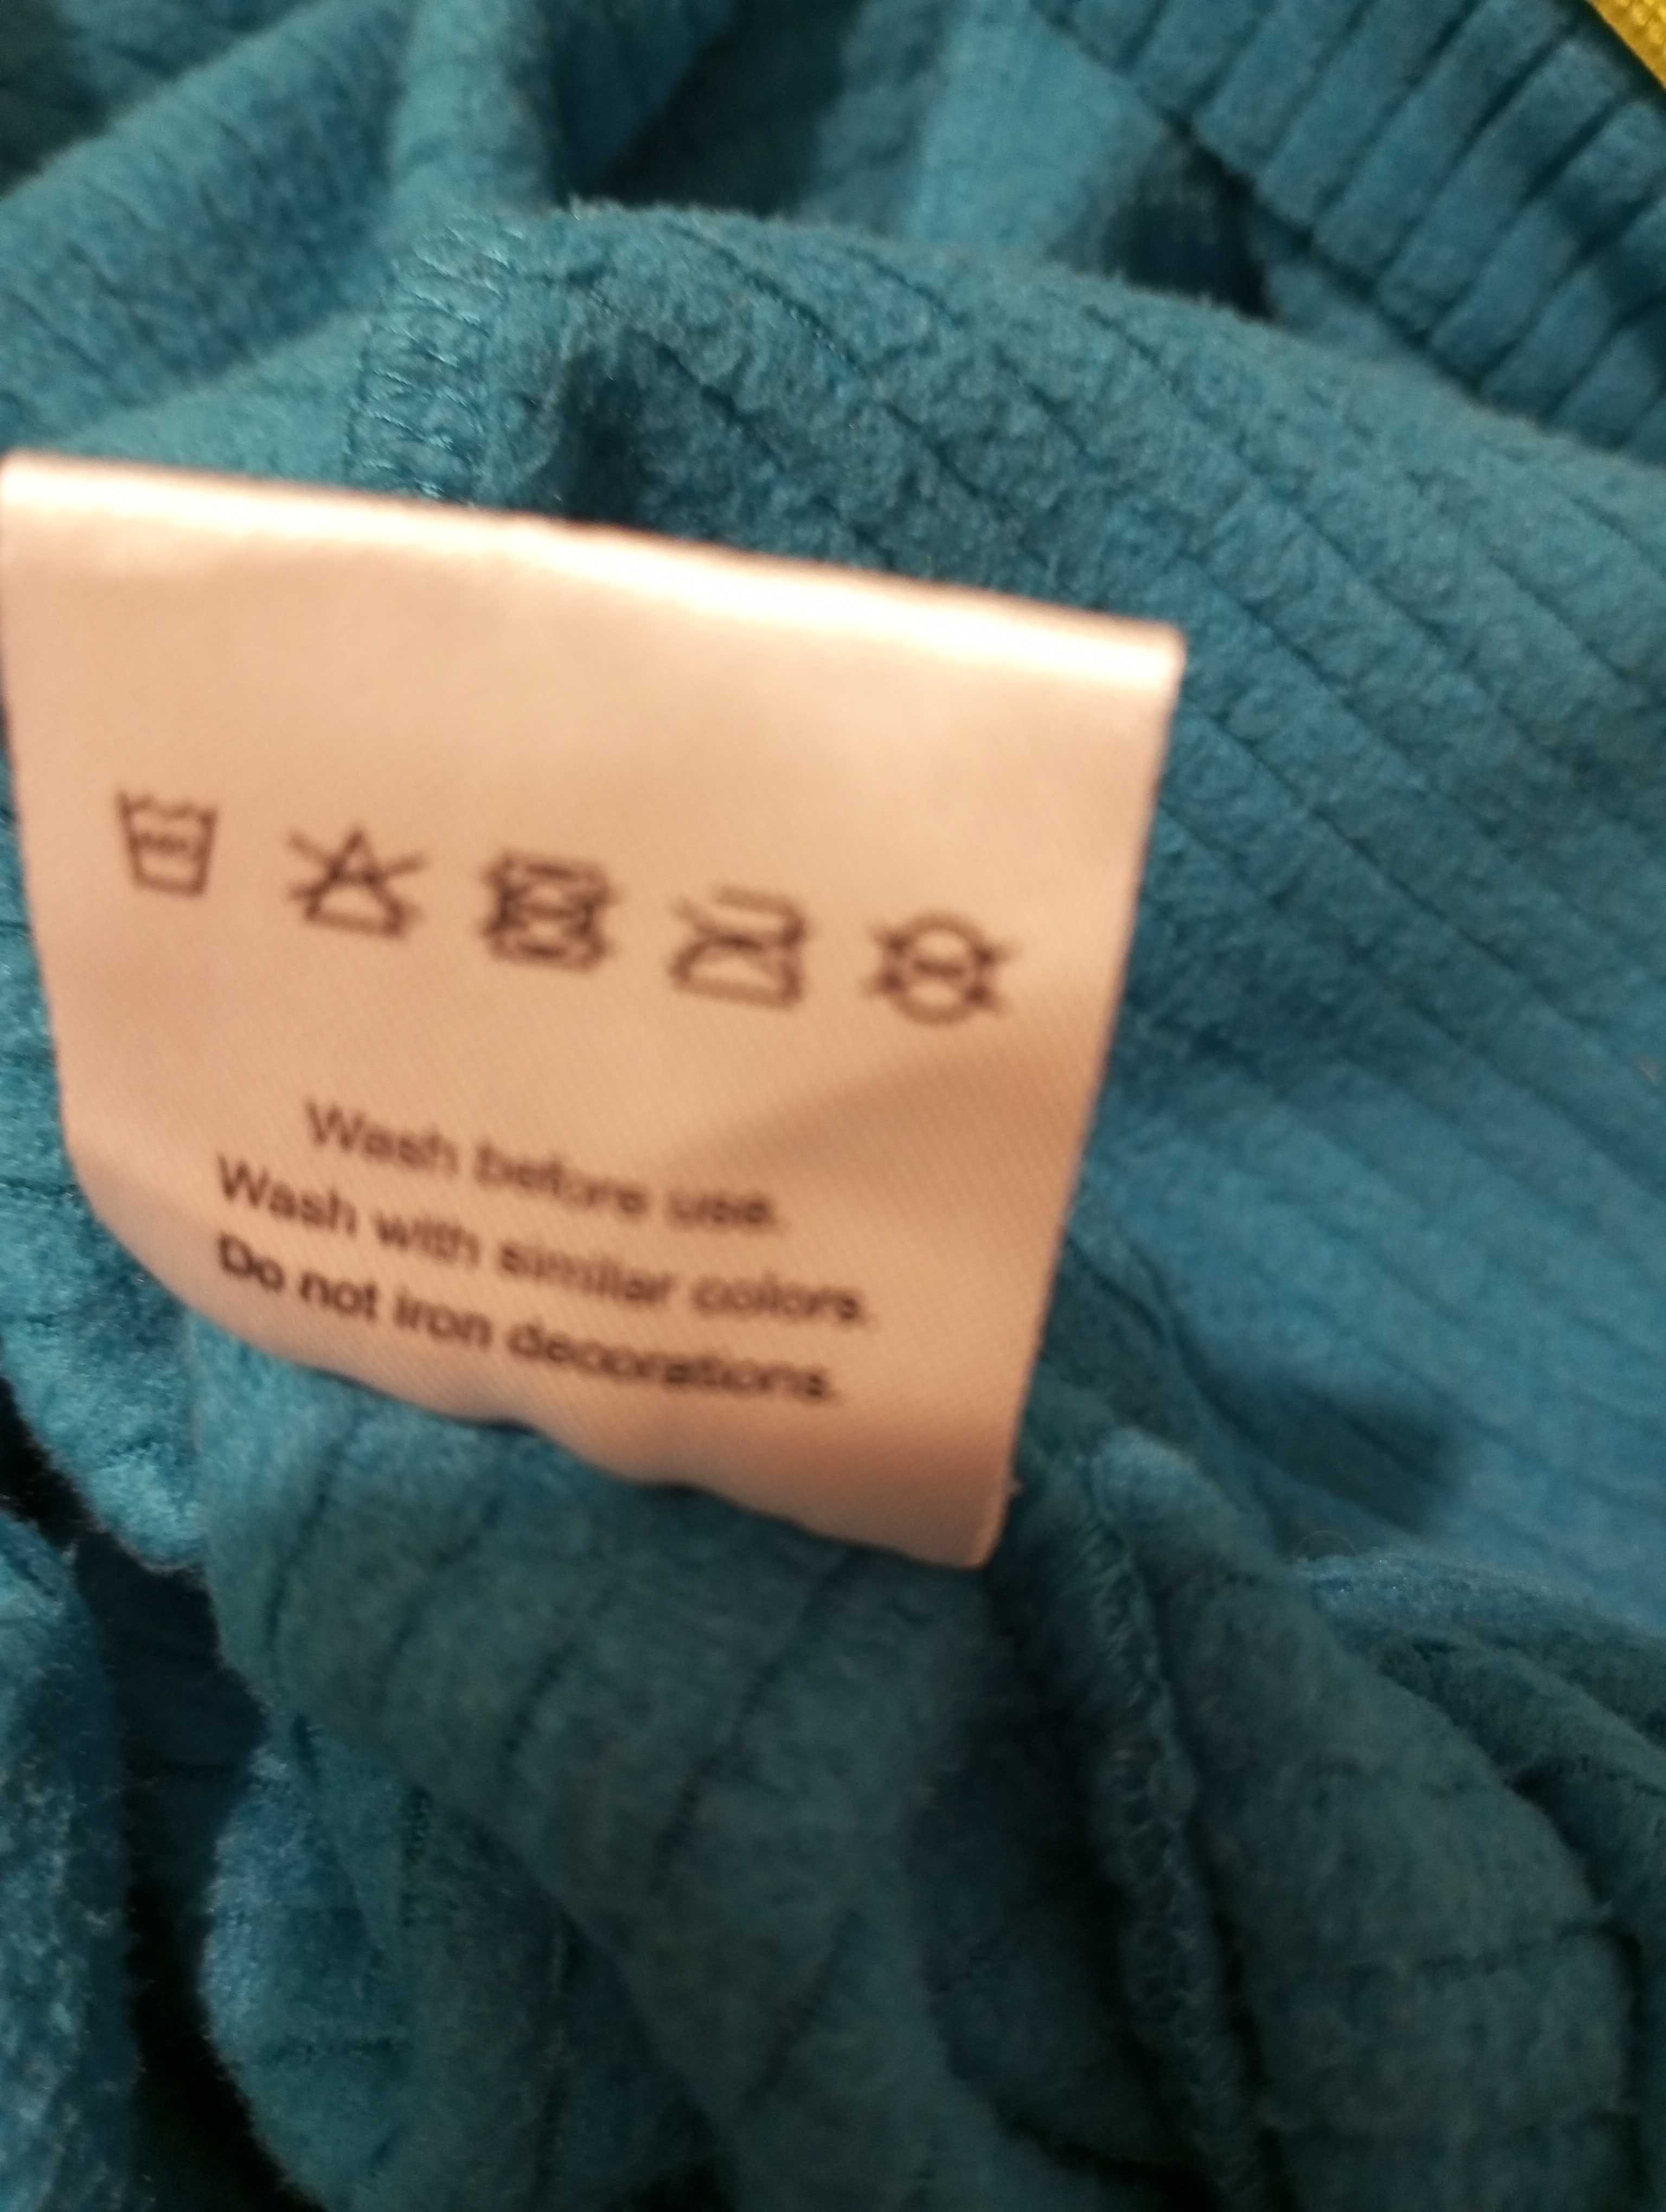 Wash before use.
Wash with similar colors.
Do not iron decorations.